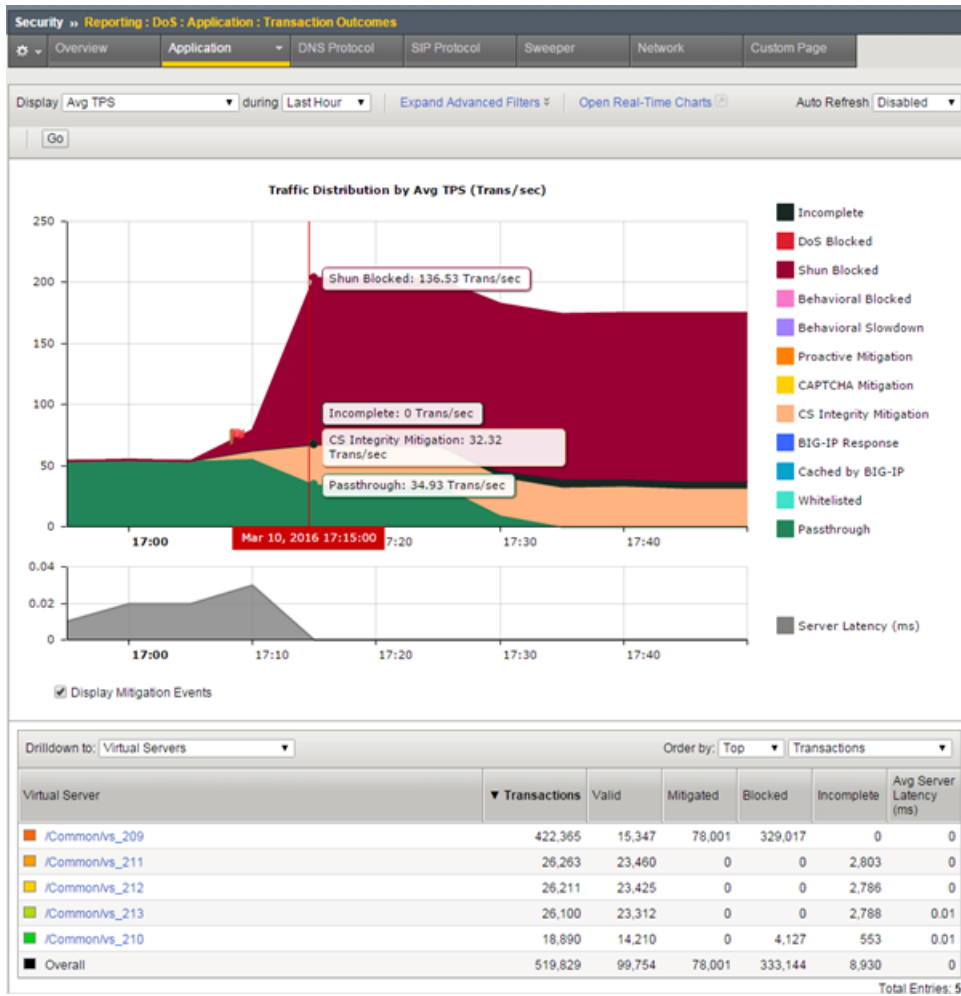 Security » Reporting : DoS : Application : Transaction Outcomes
Overview Application DNS Protocol SIP Protocol Sweeper Network Custom Page
Display Avg TPS during Last Hour Expand Advanced Filters Open Real-Time Charts Auto Refresh Disabled
Go
Traffic Distribution by Avg TPS (Trans/sec)
250
200
150
100
50
0
Shun Blocked: 136.53 Trans/sec
Incomplete: 0 Trans/sec
CS Integrity Mitigation: 32.32
Trans/sec
Passthrough: 34.93 Trans/sec
17:00 Mar 10, 2016 17:15:00 7:20 17:30 17:40
Incomplete
DoS Blocked
Shun Blocked
Behavioral Blocked
Behavioral Slowdown
Proactive Mitigation
CAPTCHA Mitigation
CS Integrity Mitigation
BIG-IP Response
Cached by BIG-IP
Whitelisted
Passthrough
0.04
0.02
0
17:00 17:10 17:20 17:30 17:40
Server Latency (ms)
Display Mitigation Events
Drilldown to: Virtual Servers Order by: Top Transactions
Virtual Server ▼ Transactions Valid Mitigated Blocked Incomplete Avg Server Latency (ms)
/Common/vs_209 422,365 15,347 78,001 329,017 0 0
/Common/vs_211 26,263 23,460 0 0 2,803 0
/Common/vs_212 26,211 23,425 0 0 2,786 0
/Common/vs_213 26,100 23,312 0 0 2,788 0.01
/Common/vs_210 18,890 14,210 0 4,127 553 0.01
Overall 519,829 99,754 78,001 333,144 8,930 0
Total Entries: 5